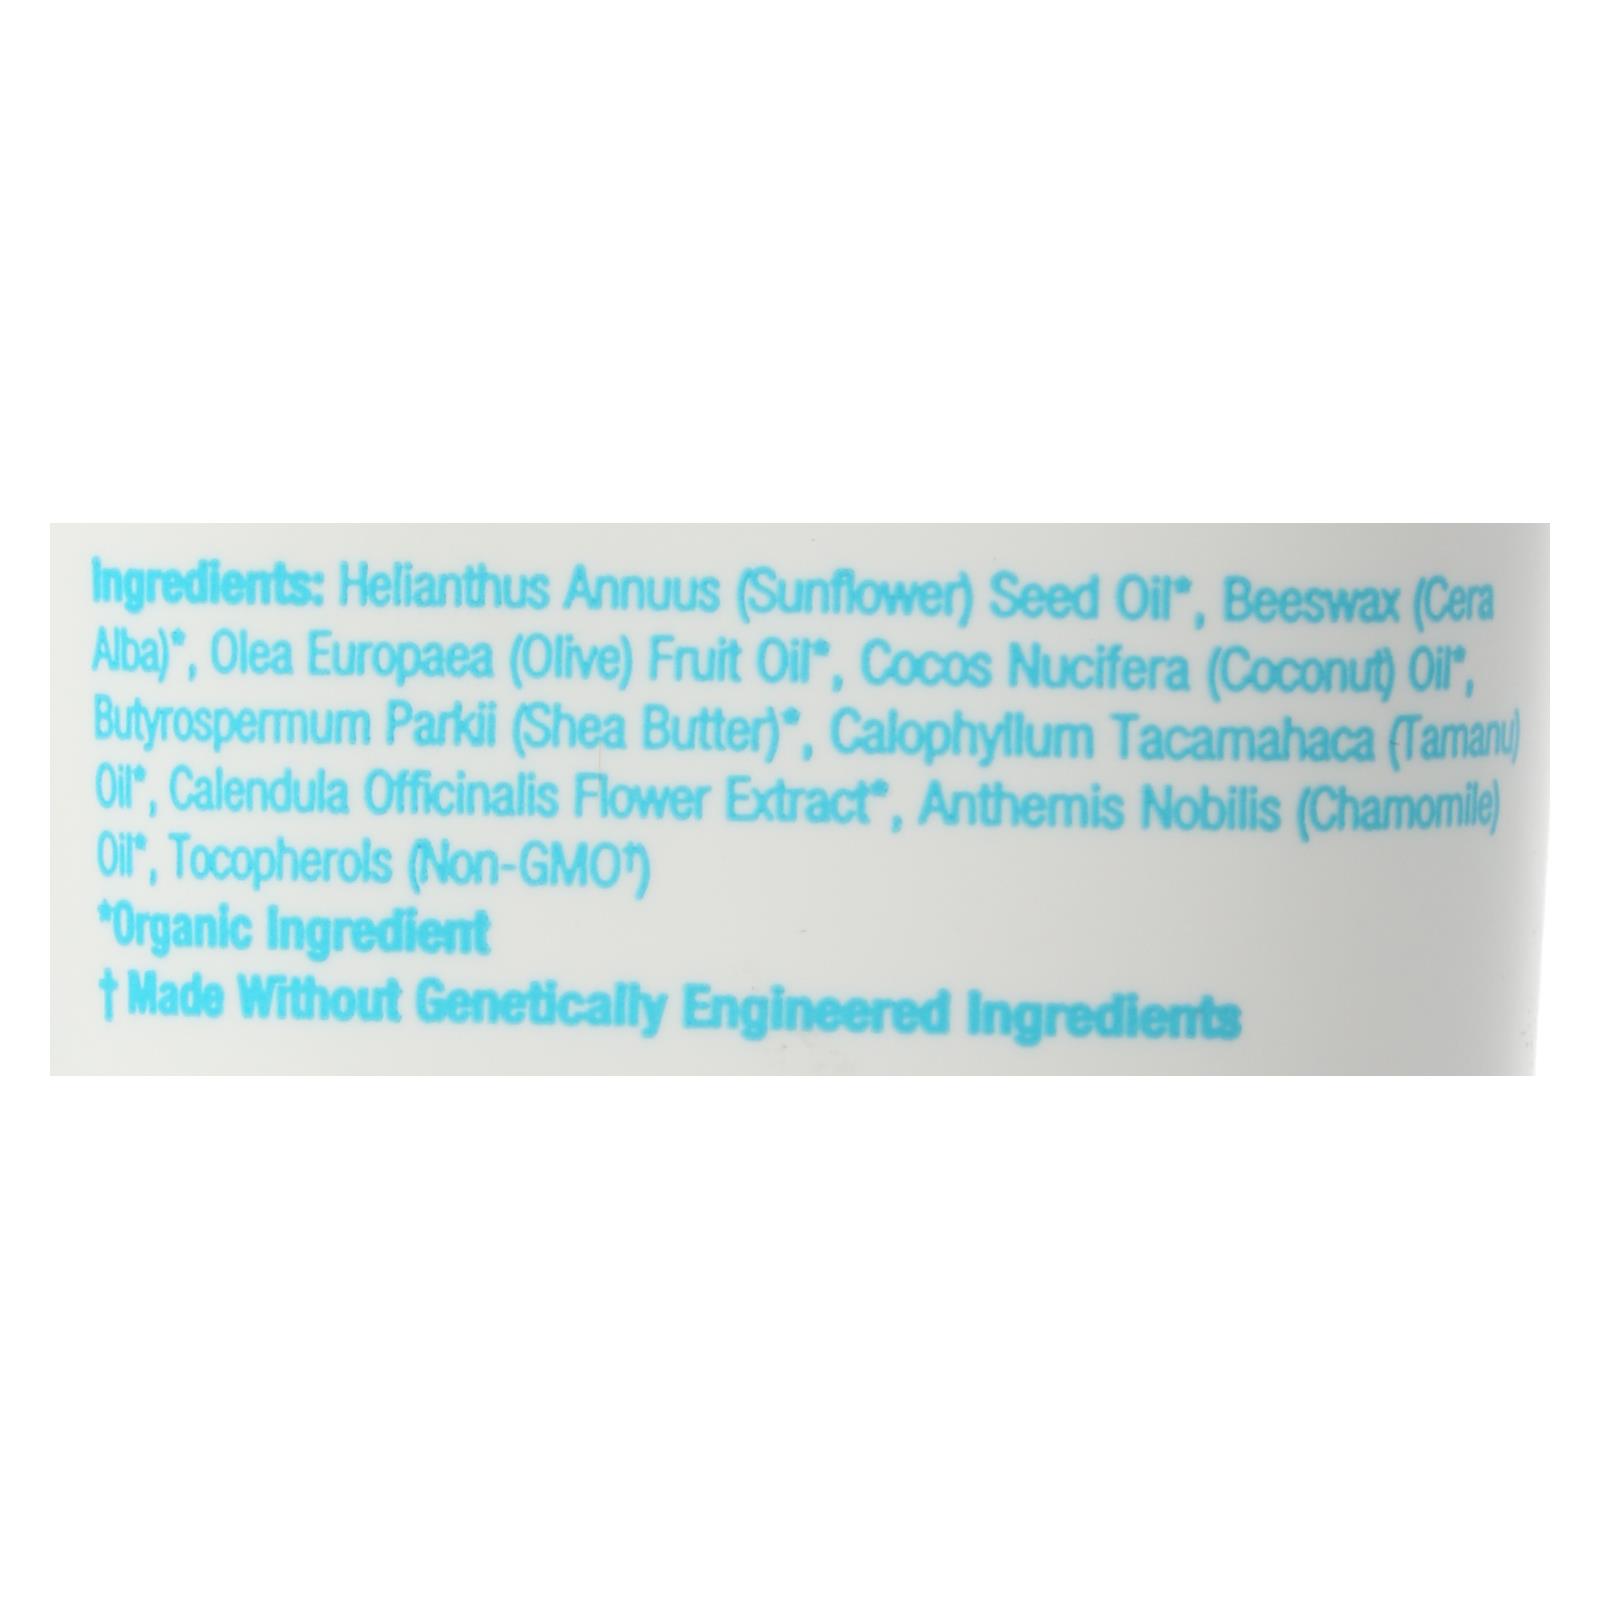 Ingredients: Helianthus Annuus (Sunflower) Seed Oil*, Beeswax (Cera
Alba)*, Olea Europaea (Olive) Fruit Oil*, Cocos Nucifera (Coconut) Oil*,
Butyrospermum Parkii (Shea Butter)*, Calophyllum Tacamahaca (Tamanu)
Oil*, Calendula Officinalis Flower Extract*, Anthemis Nobilis (Chamomile)
Oil*, Tocopherols (Non-GMO†)
*Organic Ingredient
† Made Without Genetically Engineered Ingredients